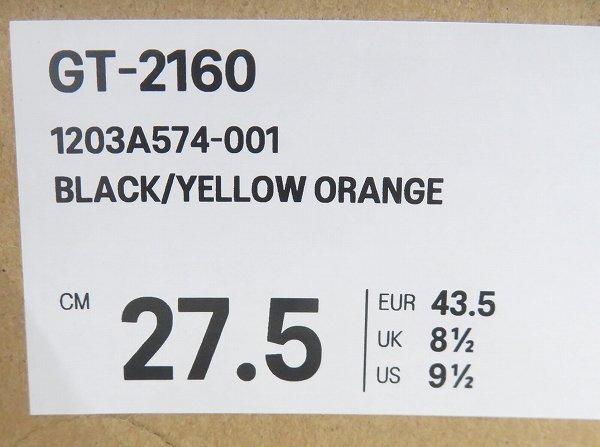 GT-2160
1203A574-001
BLACK/YELLOW ORANGE
CM 27.5
EUR 43.5
UK 8½
US 9½